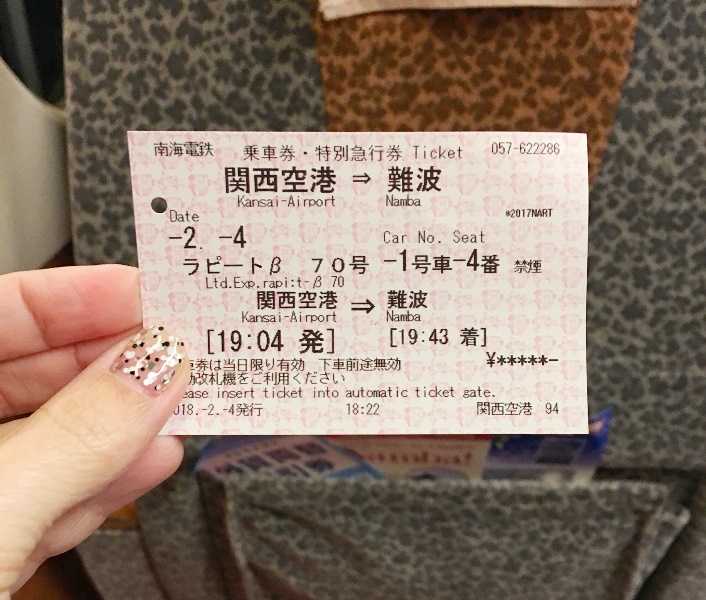 南海電鉄 乗車券・特別急行券 Ticket 057-622286
関西空港 ⇒ 難波
Kansai-Airport Namba
*2017NART
Date
-2. -4 Car No. Seat
ラピートβ 70号 -1号車-4番 禁煙
Ltd.Exp.rapi:t-β 70
関西空港 ⇒ 難波
Kansai-Airport Namba
[19:04 発] [19:43 着]
車券は当日限り有効 下車前途無効 ¥*****-
改札機をご利用ください
ease insert ticket into automatic ticket gate.
018.-2.-4発行 18:22 関西空港 94